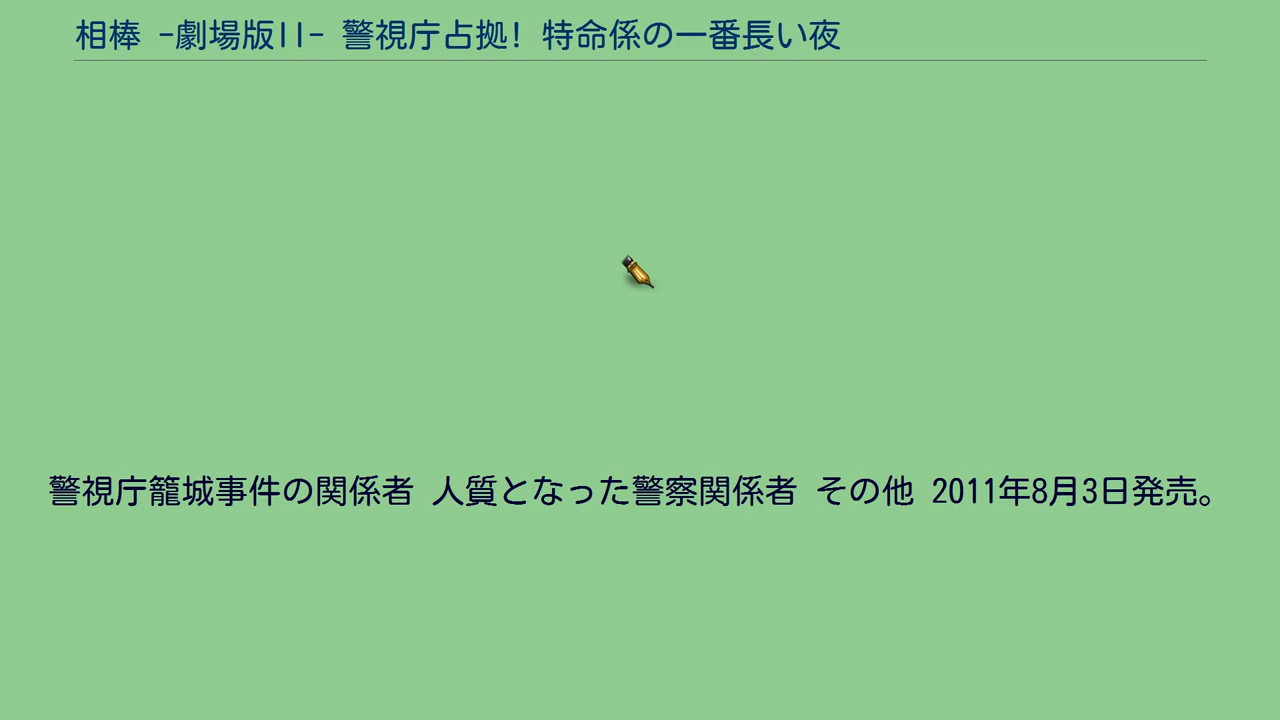 相棒 -劇場版II- 警視庁占拠! 特命係の一番長い夜
警視庁籠城事件の関係者 人質となった警察関係者 その他 2011年8月3日発売。